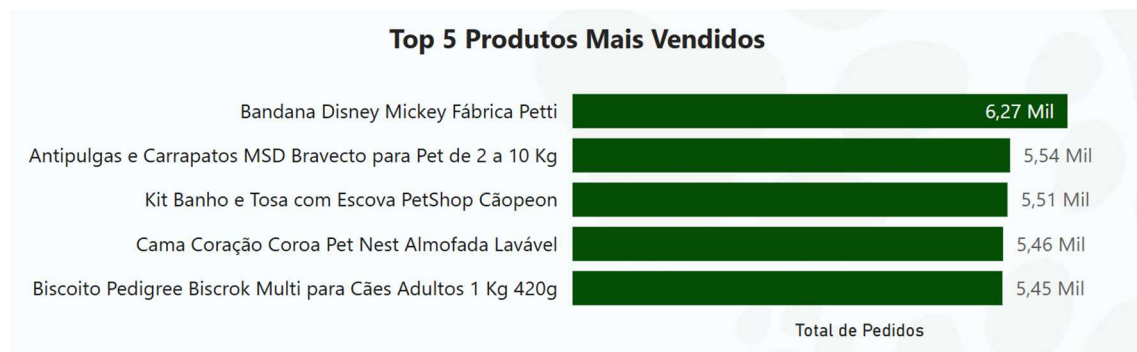 Top 5 Produtos Mais Vendidos
Bandana Disney Mickey Fábrica Petti 6,27 Mil
Antipulgas e Carrapatos MSD Bravecto para Pet de 2 a 10 Kg 5,54 Mil
Kit Banho e Tosa com Escova PetShop Cãopeon 5,51 Mil
Cama Coração Coroa Pet Nest Almofada Lavável 5,46 Mil
Biscoito Pedigree Biscrok Multi para Cães Adultos 1 Kg 420g 5,45 Mil
Total de Pedidos